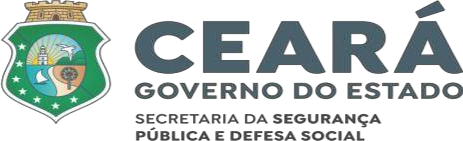 CEARÁ
GOVERNO DO ESTADO
SECRETARIA DA SEGURANÇA
PÚBLICA E DEFESA SOCIAL